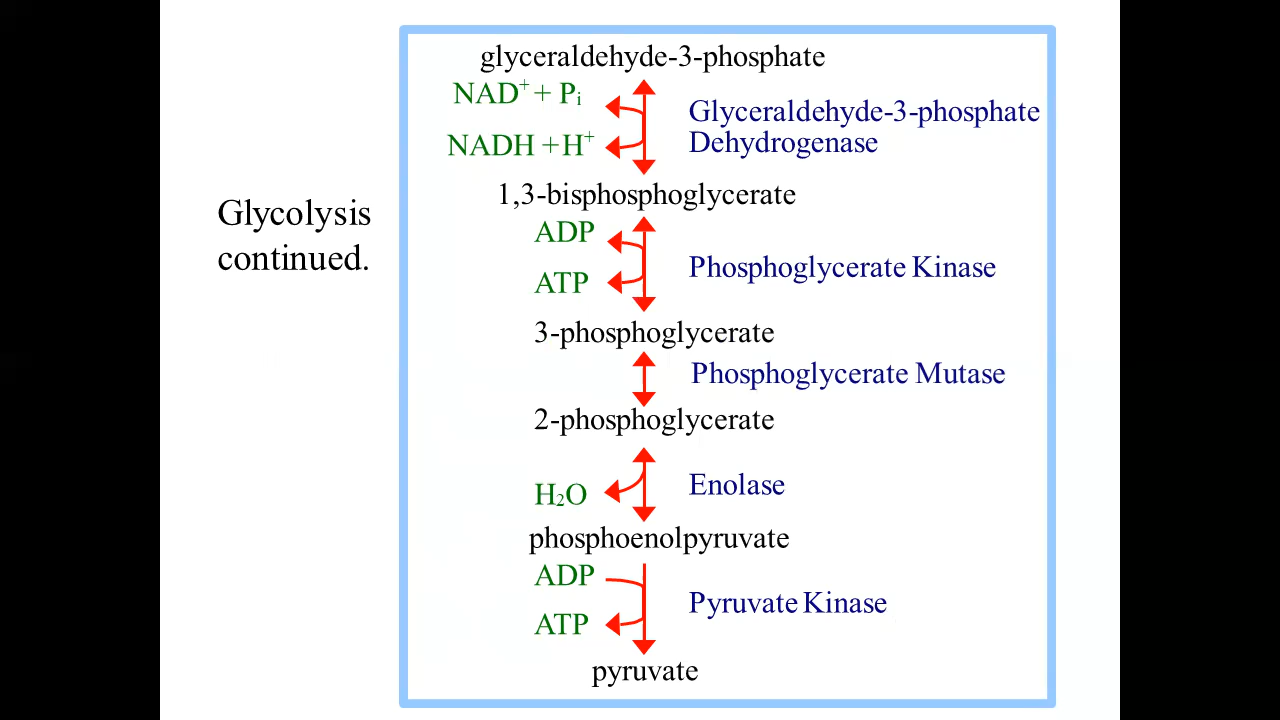 glyceraldehyde-3-phosphate
NAD⁺ + Pᵢ
Glyceraldehyde-3-phosphate
Dehydrogenase
NADH + H⁺
1,3-bisphosphoglycerate
Glycolysis
continued.
ADP
ATP
Phosphoglycerate Kinase
3-phosphoglycerate
Phosphoglycerate Mutase
2-phosphoglycerate
H₂O
Enolase
phosphoenolpyruvate
ADP
ATP
Pyruvate Kinase
pyruvate